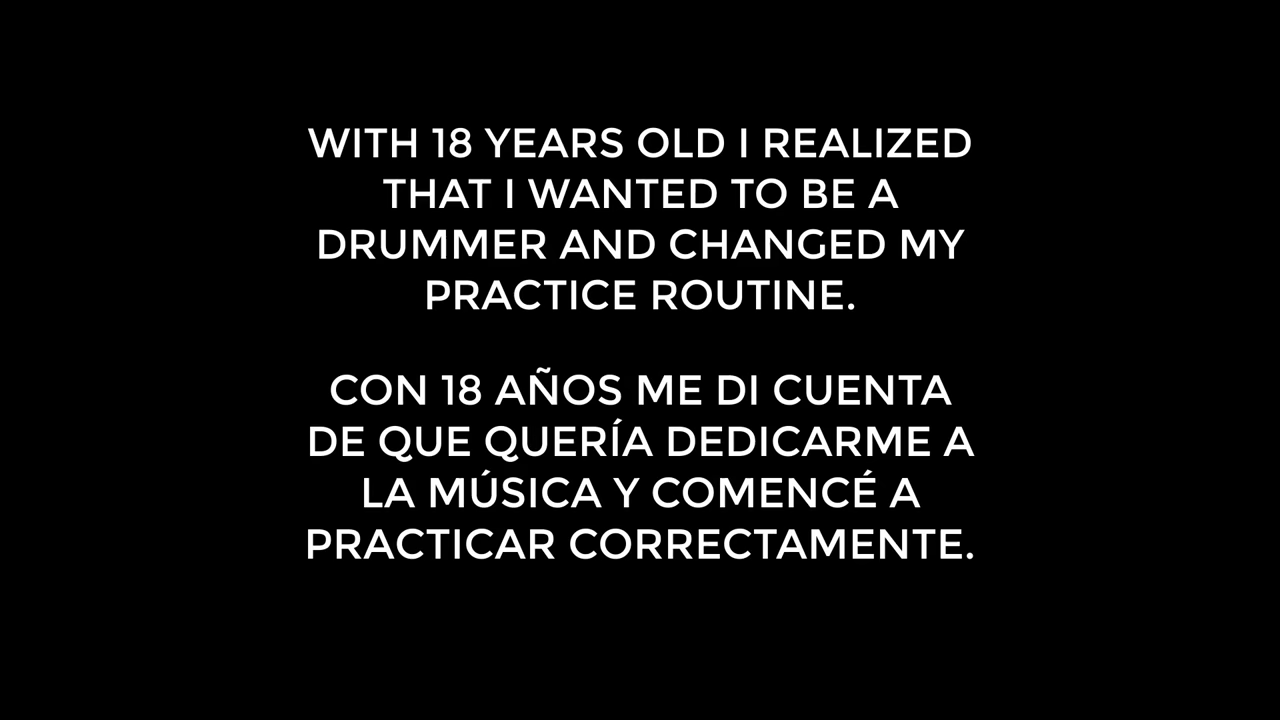 WITH 18 YEARS OLD I REALIZED
THAT I WANTED TO BE A
DRUMMER AND CHANGED MY
PRACTICE ROUTINE.
CON 18 AÑOS ME DI CUENTA
DE QUE QUERÍA DEDICARME A
LA MÚSICA Y COMENCÉ A
PRACTICAR CORRECTAMENTE.